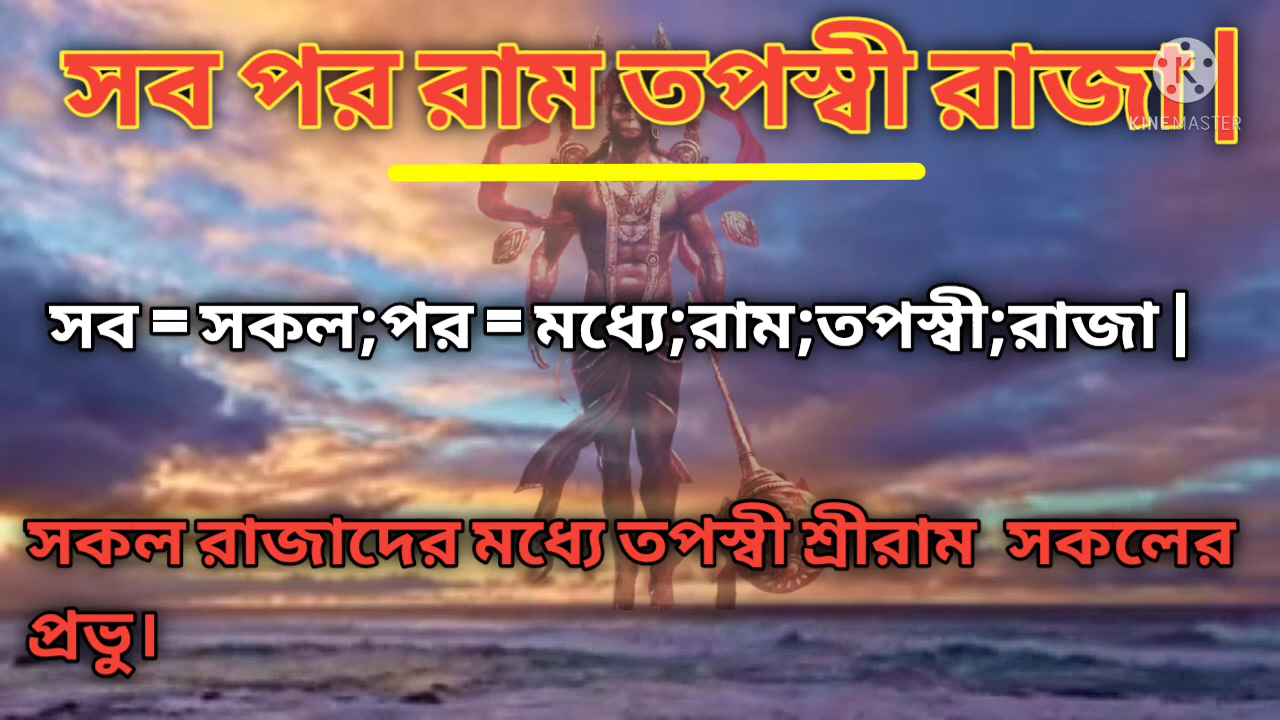 সব পর রাম তপস্বী রাজা|
KINEMASTER
সব = সকল;পর = মধ্যে;রাম;তপস্বী;রাজা|
সকল রাজাদের মধ্যে তপস্বী শ্রীরাম সকলের
প্রভু।